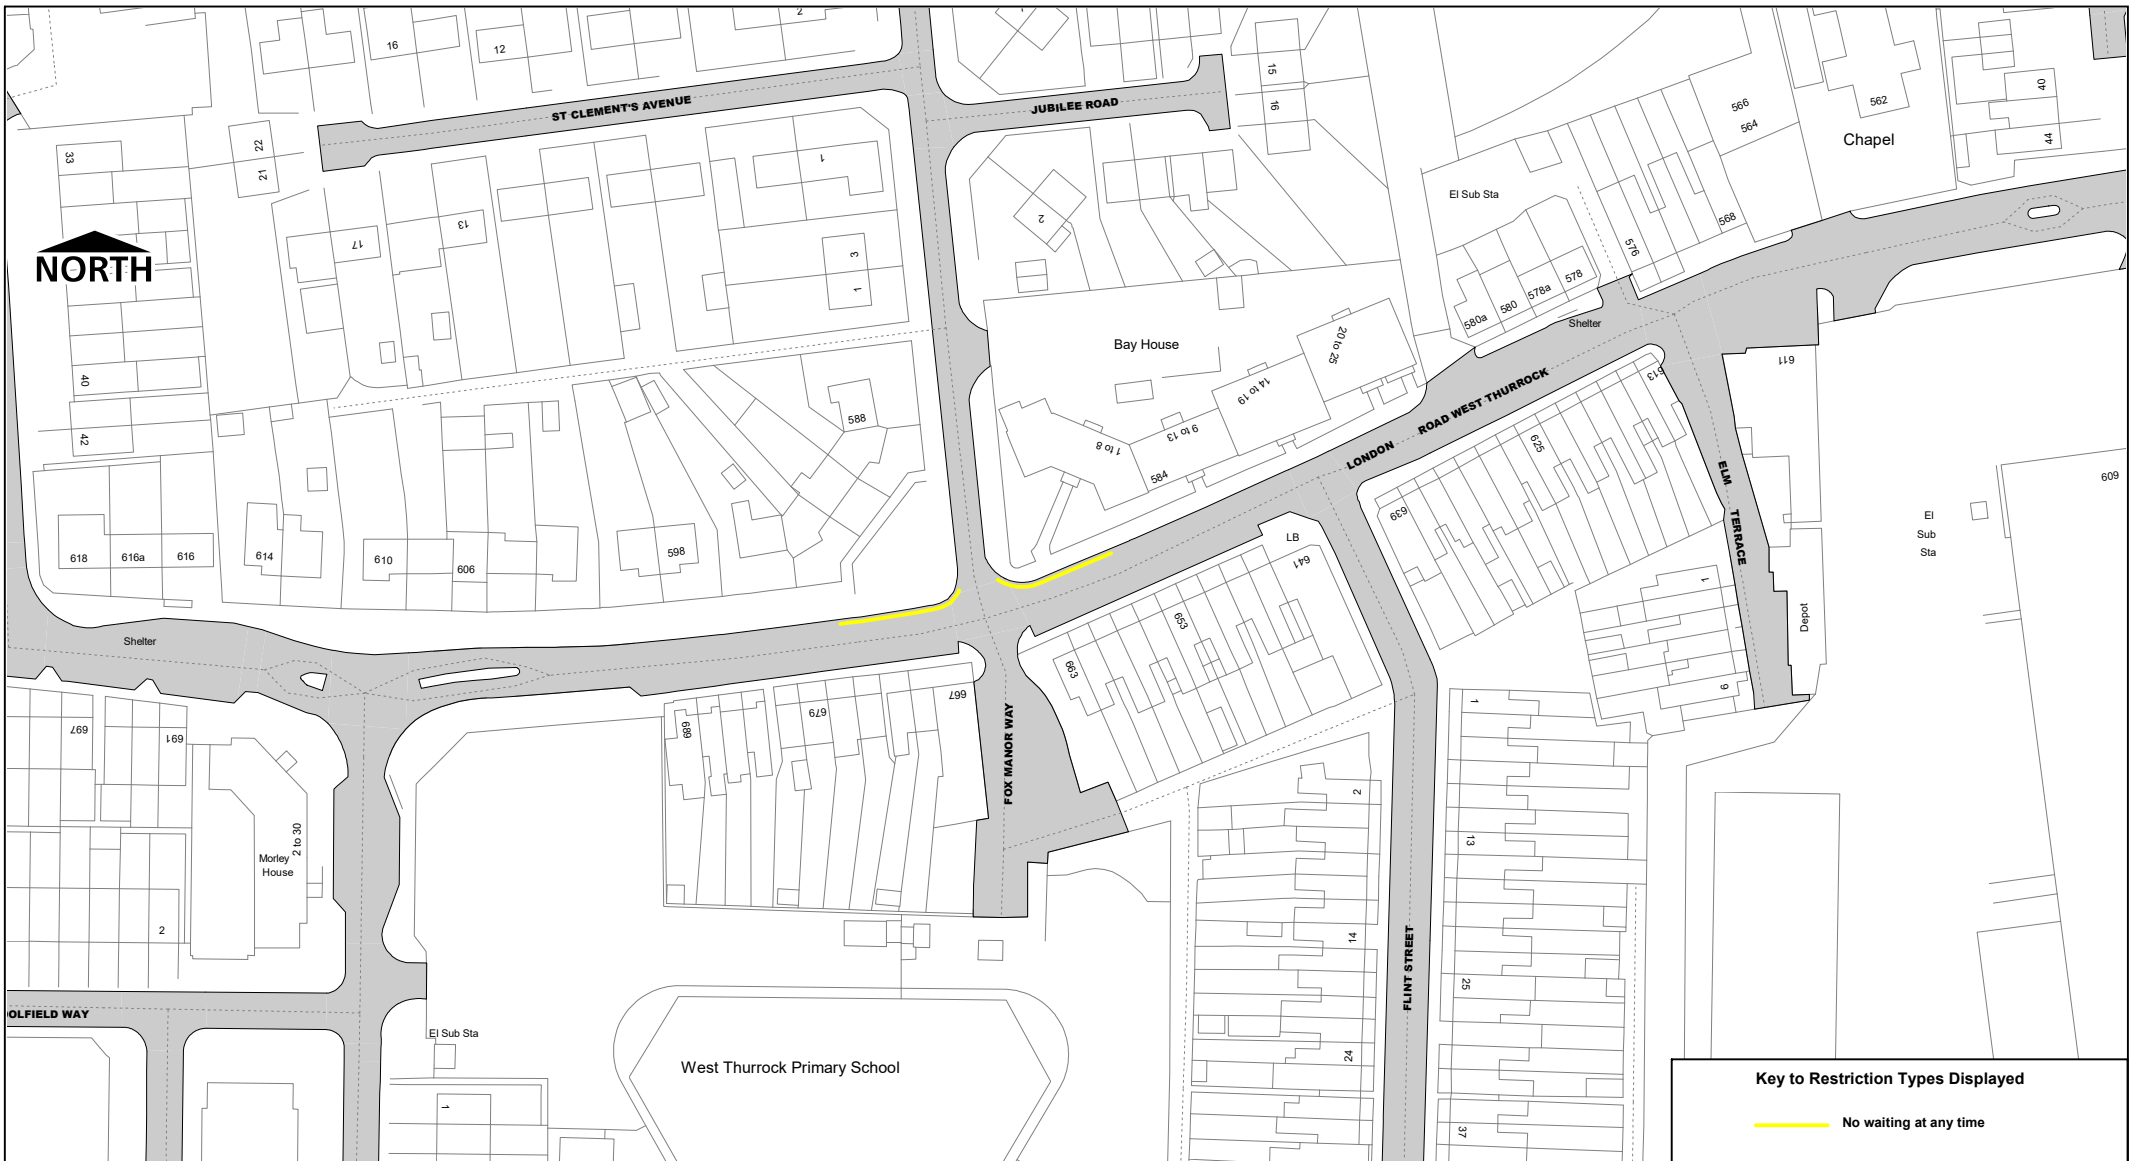 16
12
2
ST CLEMENT'S AVENUE
JUBILEE ROAD
15
16
566
564
562
Chapel
40
44
33
22
21
17
13
1
3
1
2
El Sub Sta
576
568
NORTH
580a
580
578a
578
Shelter
Bay House
20 to 25
14 to 19
9 to 13
1 to 8
584
40
42
588
618
616a
616
614
610
606
598
LONDON
ROAD WEST THURROCK
613
611
625
639
ELM
TERRACE
609
El
Sub
Sta
LB
641
653
663
1
9
Depot
Shelter
697
691
689
679
667
FOX MANOR WAY
Morley
House
2 to 30
2
2
14
24
FLINT STREET
1
13
25
37
OLFIELD WAY
El Sub Sta
1
West Thurrock Primary School
Key to Restriction Types Displayed
No waiting at any time